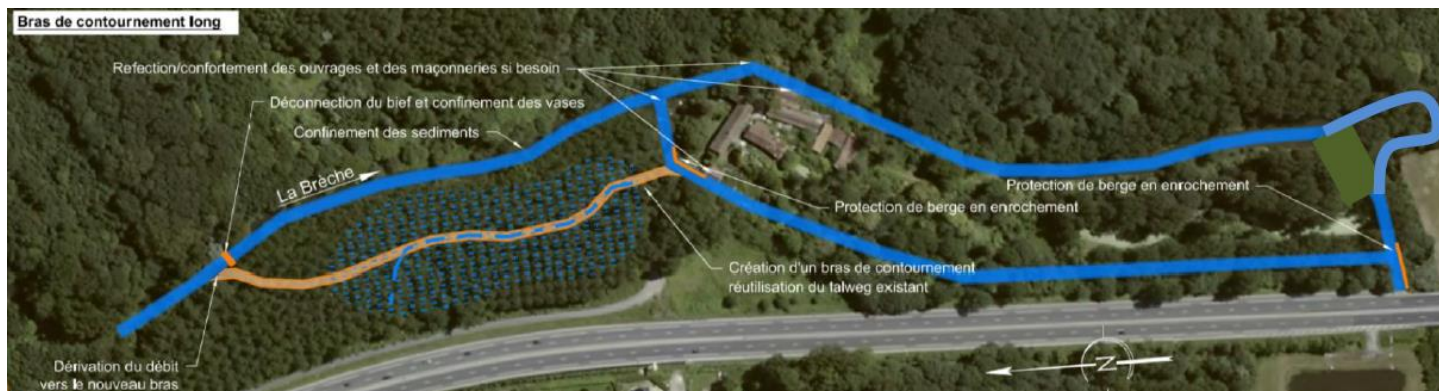 Bras de contournement long
Refection/confortement des ouvrages et des maçonneries si besoin
Déconnection du bief et confinement des vases
Confinement des sediments
La Brèche
Protection de berge en enrochement
Protection de berge en enrochement
Création d'un bras de contournement
réutilisation du talweg existant
Dérivation du débit
vers le nouveau bras
N